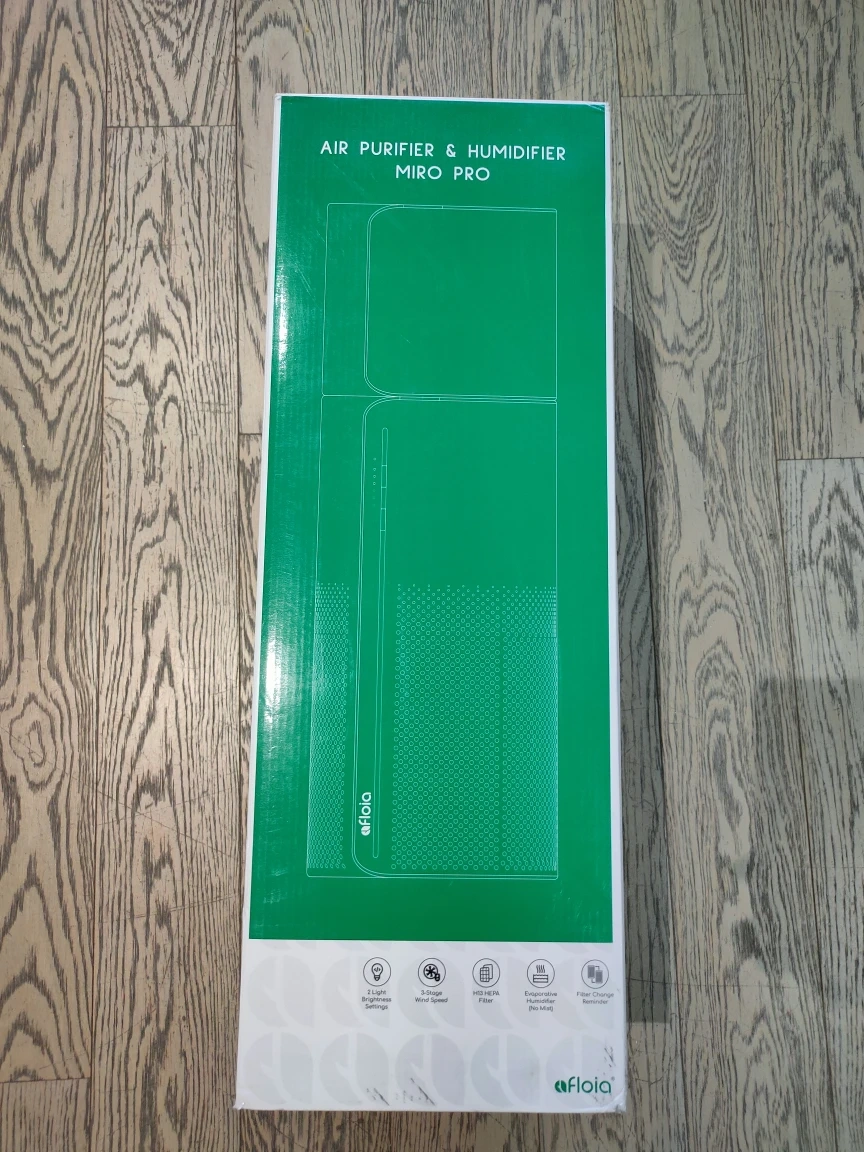 AIR PURIFIER & HUMIDIFIER
MIRO PRO
afloia
2 Light
Brightness
Settings
3-Stage
Wind Speed
H13 HEPA
Filter
Evaporative
Humidifier
(No Mist)
Filter Change
Reminder
afloia